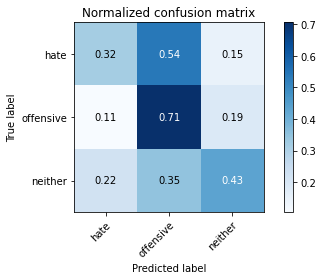 Normalized confusion matrix
hate 0.32 0.54 0.15
offensive 0.11 0.71 0.19
neither 0.22 0.35 0.43
True label
hate offensive neither
Predicted label
0.7
0.6
0.5
0.4
0.3
0.2